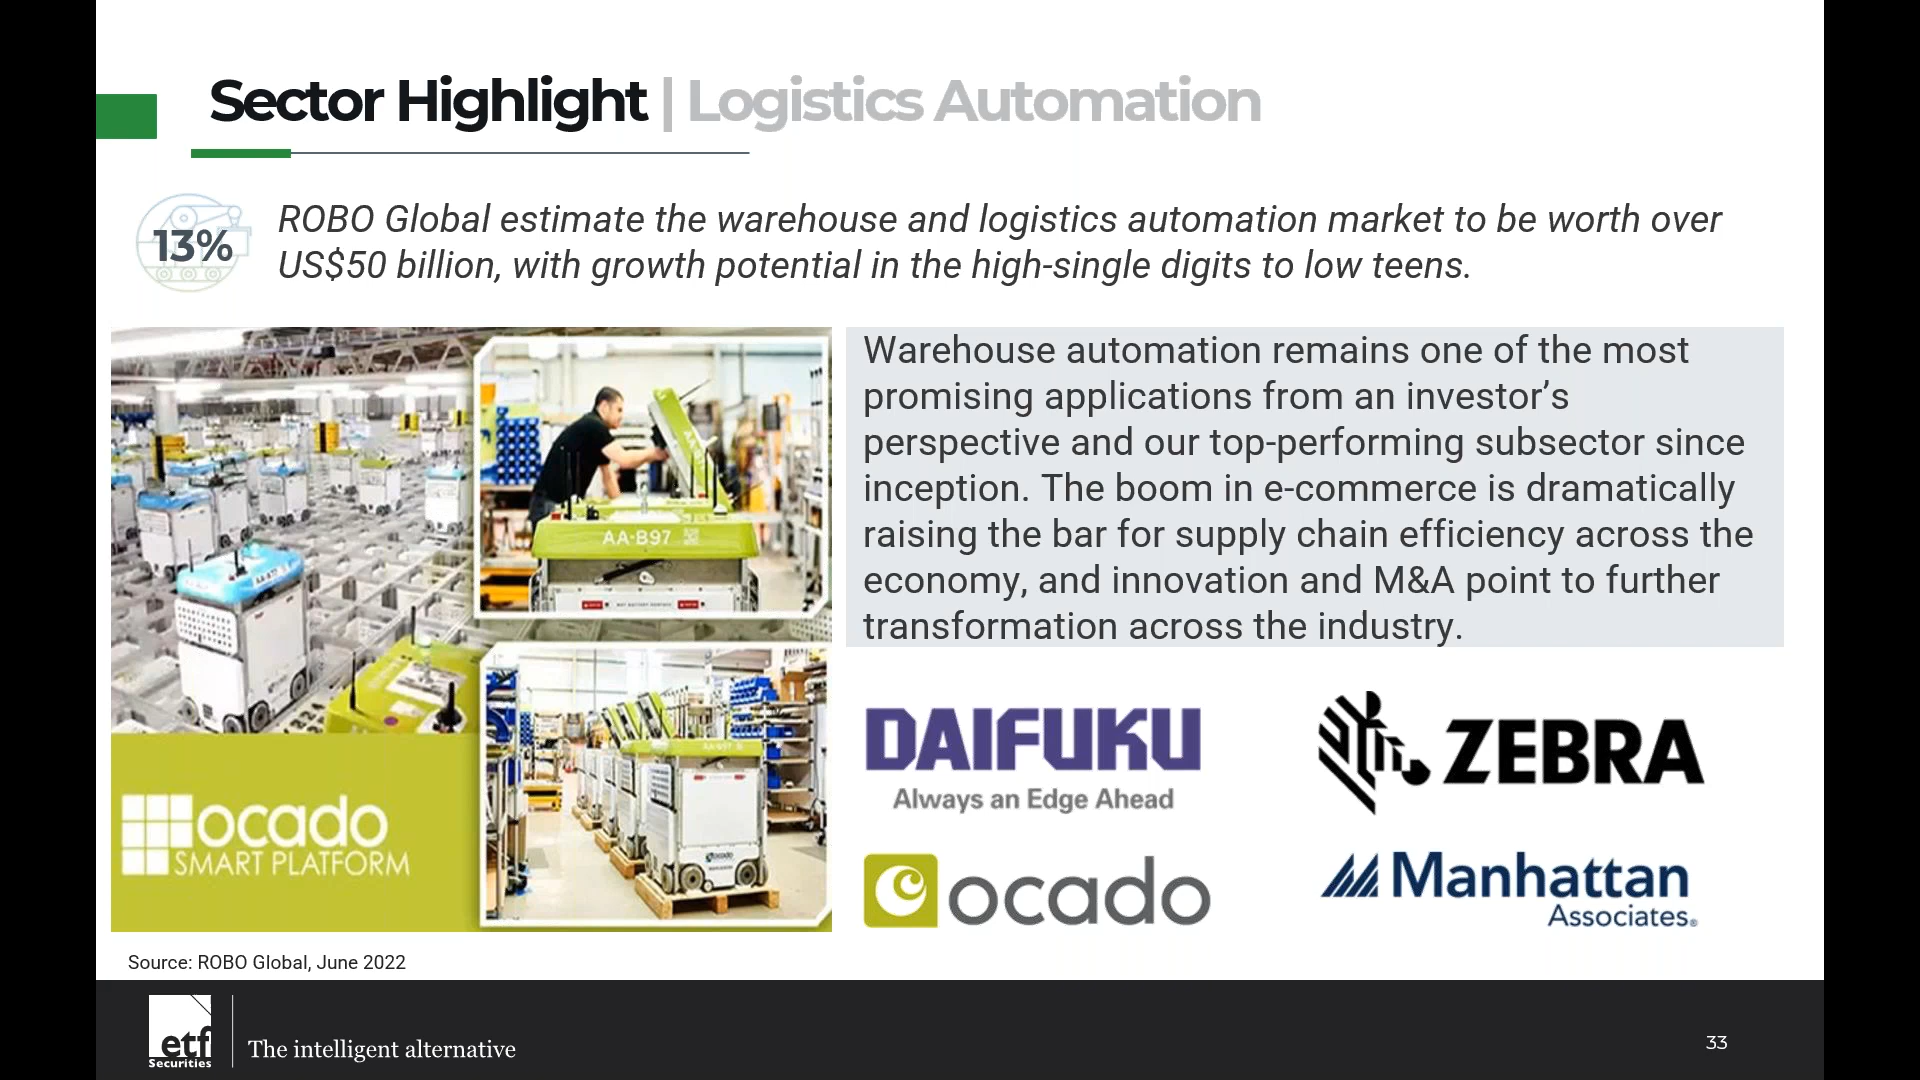 Sector Highlight | Logistics Automation
13%
ROBO Global estimate the warehouse and logistics automation market to be worth over
US$50 billion, with growth potential in the high-single digits to low teens.
Warehouse automation remains one of the most
promising applications from an investor’s
perspective and our top-performing subsector since
inception. The boom in e-commerce is dramatically
raising the bar for supply chain efficiency across the
economy, and innovation and M&A point to further
transformation across the industry.
AA-B97
ocado
SMART PLATFORM
DAIFUKU
Always an Edge Ahead
ZEBRA
ocado
Manhattan
Associates®
Source: ROBO Global, June 2022
etf
Securities
The intelligent alternative
33